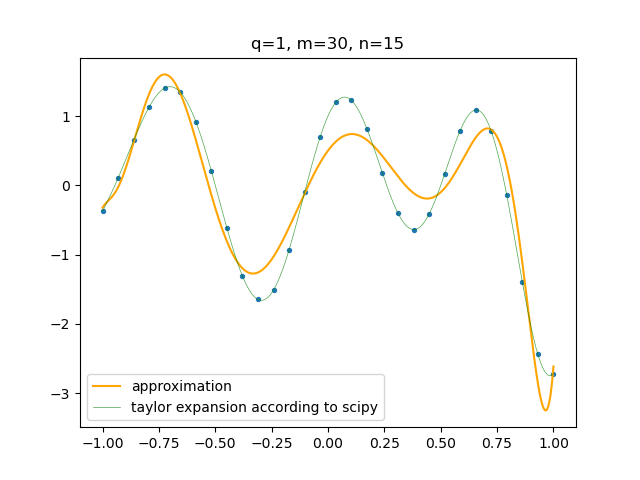 q=1, m=30, n=15
1
0
−1
−2
−3
approximation
taylor expansion according to scipy
−1.00 −0.75 −0.50 −0.25 0.00 0.25 0.50 0.75 1.00